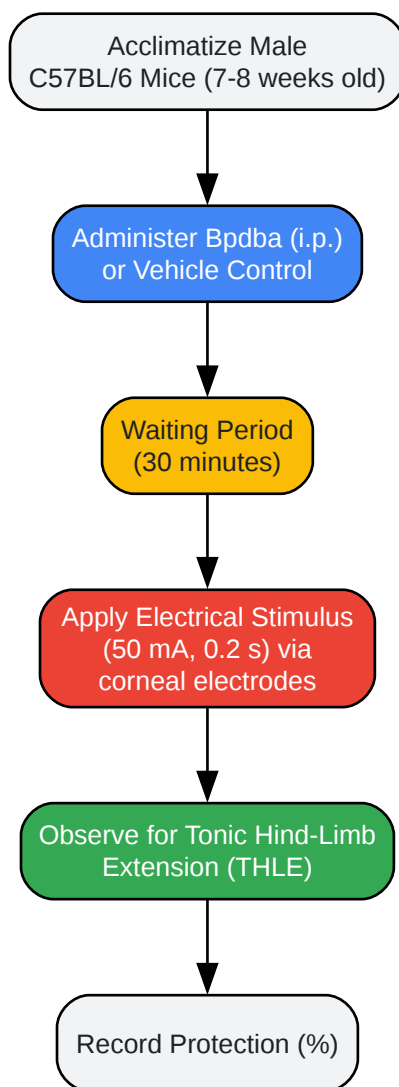 Acclimatize Male
C57BL/6 Mice (7-8 weeks old)
Administer Bpdba (i.p.)
or Vehicle Control
Waiting Period
(30 minutes)
Apply Electrical Stimulus
(50 mA, 0.2 s) via
corneal electrodes
Observe for Tonic Hind-Limb
Extension (THLE)
Record Protection (%)